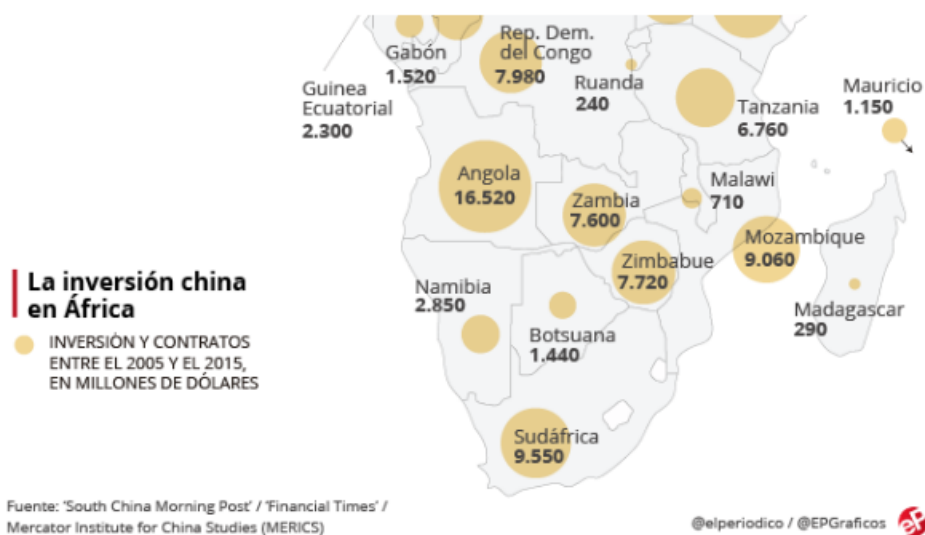 Gabón
1.520
Rep. Dem.
del Congo
7.980
Ruanda
240
Guinea
Ecuatorial
2.300
Tanzania
6.760
Mauricio
1.150
Angola
16.520
Zambia
7.600
Malawi
710
Mozambique
9.060
Zimbabue
7.720
Namibia
2.850
Botsuana
1.440
Madagascar
290
Sudáfrica
9.550
La inversión china
en África
INVERSIÓN Y CONTRATOS
ENTRE EL 2005 Y EL 2015,
EN MILLONES DE DÓLARES
Fuente: 'South China Morning Post' / 'Financial Times' /
Mercator Institute for China Studies (MERICS)
@elperiodico / @EPGraficos
eP